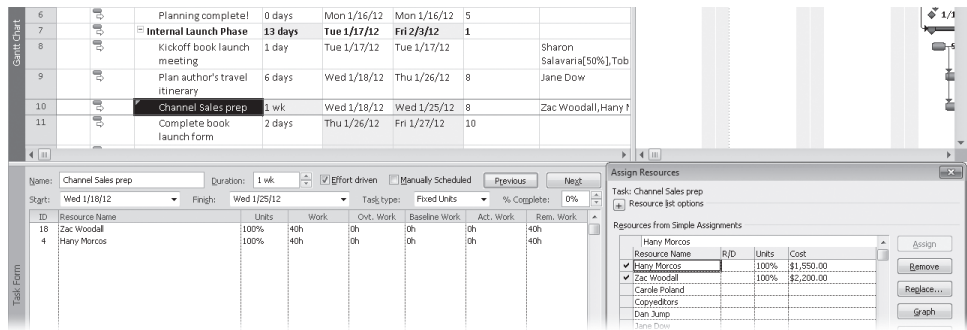 Gantt Chart
6 Planning complete! 0 days Mon 1/16/12 Mon 1/16/12 5
7 Internal Launch Phase 13 days Tue 1/17/12 Fri 2/3/12 1
8 Kickoff book launch meeting 1 day Tue 1/17/12 Tue 1/17/12 Sharon Salavaria[50%],Tob
9 Plan author's travel itinerary 6 days Wed 1/18/12 Thu 1/26/12 8 Jane Dow
10 Channel Sales prep 1 wk Wed 1/18/12 Wed 1/25/12 8 Zac Woodall,Hany
11 Complete book launch form 2 days Thu 1/26/12 Fri 1/27/12 10
Task Form
Name: Channel Sales prep Duration: 1 wk Effort driven Manually Scheduled Previous Next
Start: Wed 1/18/12 Finish: Wed 1/25/12 Task type: Fixed Units % Complete: 0%
ID Resource Name Units Work Ovt. Work Baseline Work Act. Work Rem. Work
18 Zac Woodall 100% 40h 0h 0h 0h 40h
4 Hany Morcos 100% 40h 0h 0h 0h 40h
Assign Resources
Task: Channel Sales prep
+ Resource list options
Resources from Simple Assignments
Hany Morcos
Resource Name R/D Units Cost
Hany Morcos 100% $1,550.00
Zac Woodall 100% $2,200.00
Carole Poland
Copyeditors
Dan Jump
Jane Dow
Assign
Remove
Replace...
Graph